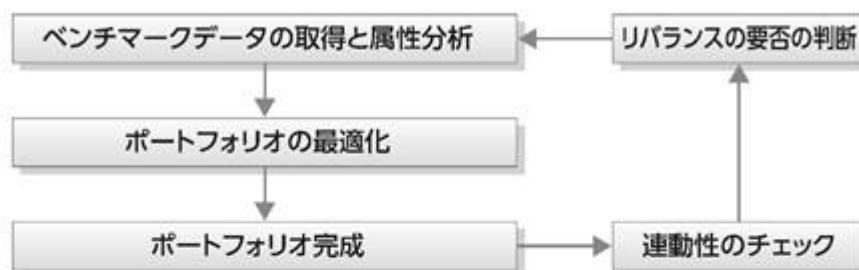 ベンチマークデータの取得と属性分析
リバランスの要否の判断
ポートフォリオの最適化
ポートフォリオ完成
連動性のチェック